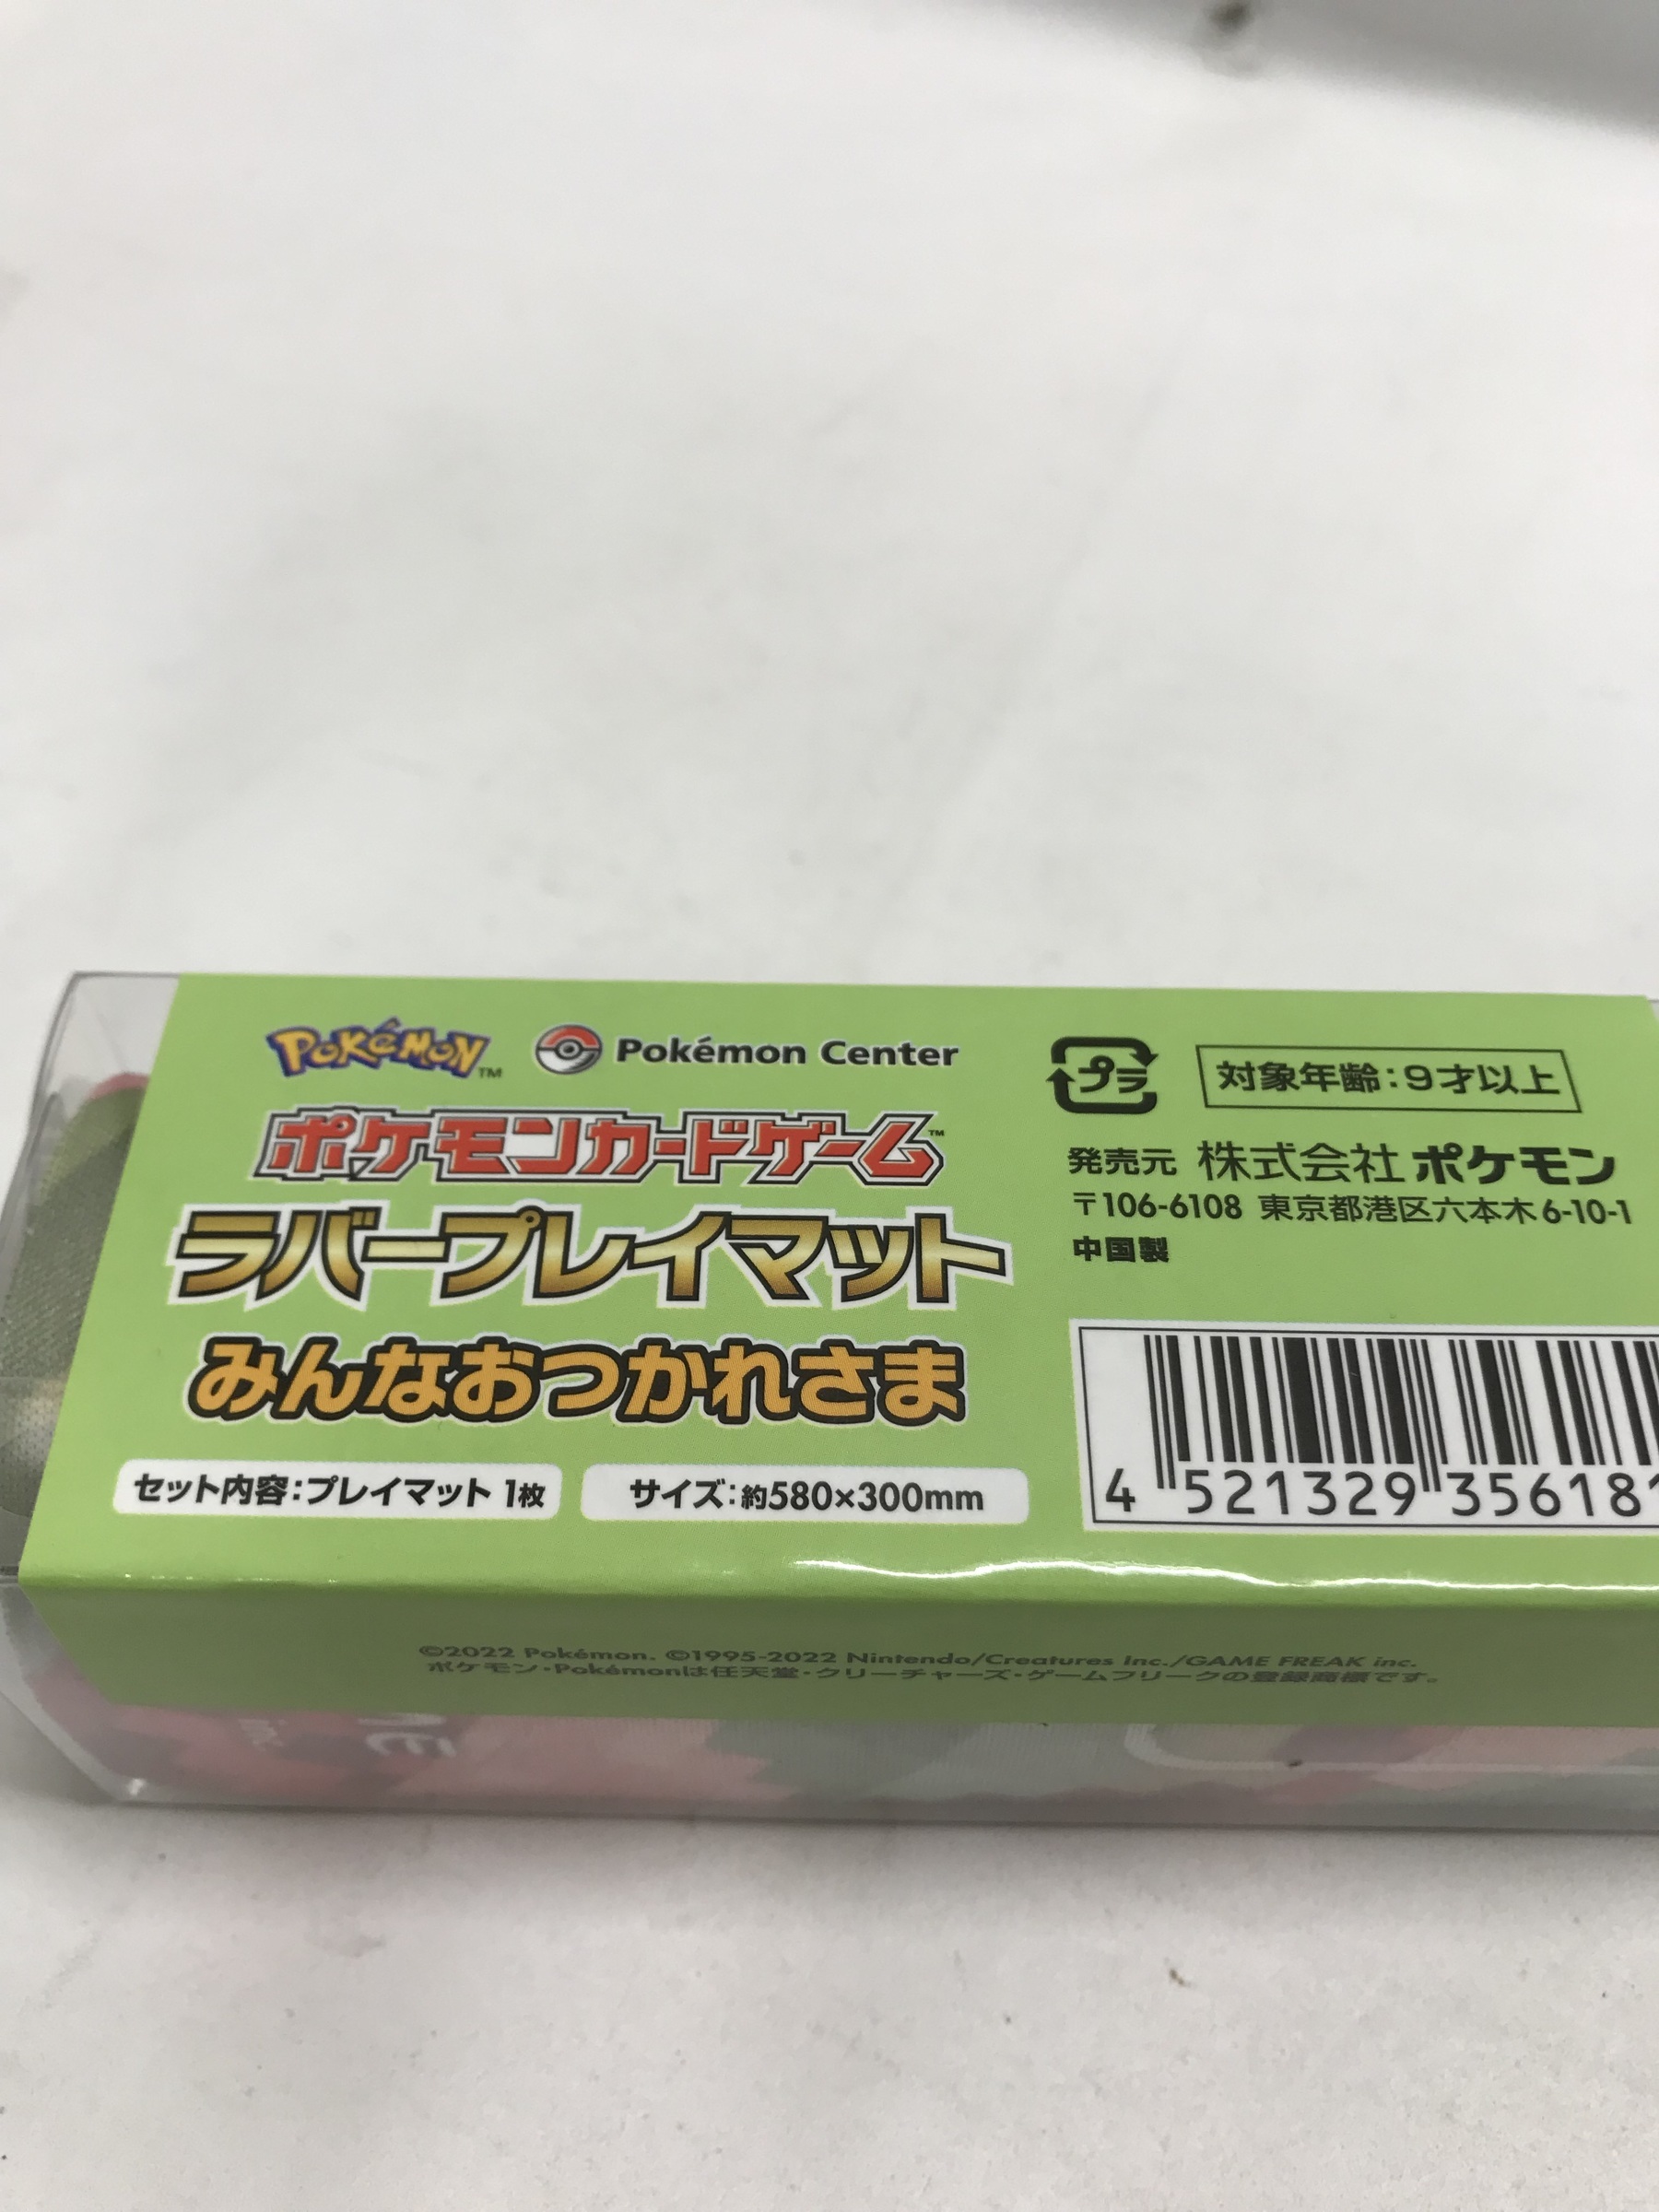 POKéMON™ Pokémon Center
ポケモンカードゲーム™
ラバープレイマット
みんなおつかれさま
セット内容：プレイマット 1枚
サイズ：約580×300mm
プラ
対象年齢：9才以上
発売元 株式会社ポケモン
〒106-6108 東京都港区六本木6-10-1
中国製
4 521329 356181
©2022 Pokémon. ©1995-2022 Nintendo/Creatures Inc./GAME FREAK inc.
ポケモン・Pokémonは任天堂・クリーチャーズ・ゲームフリークの登録商標です。
inc.